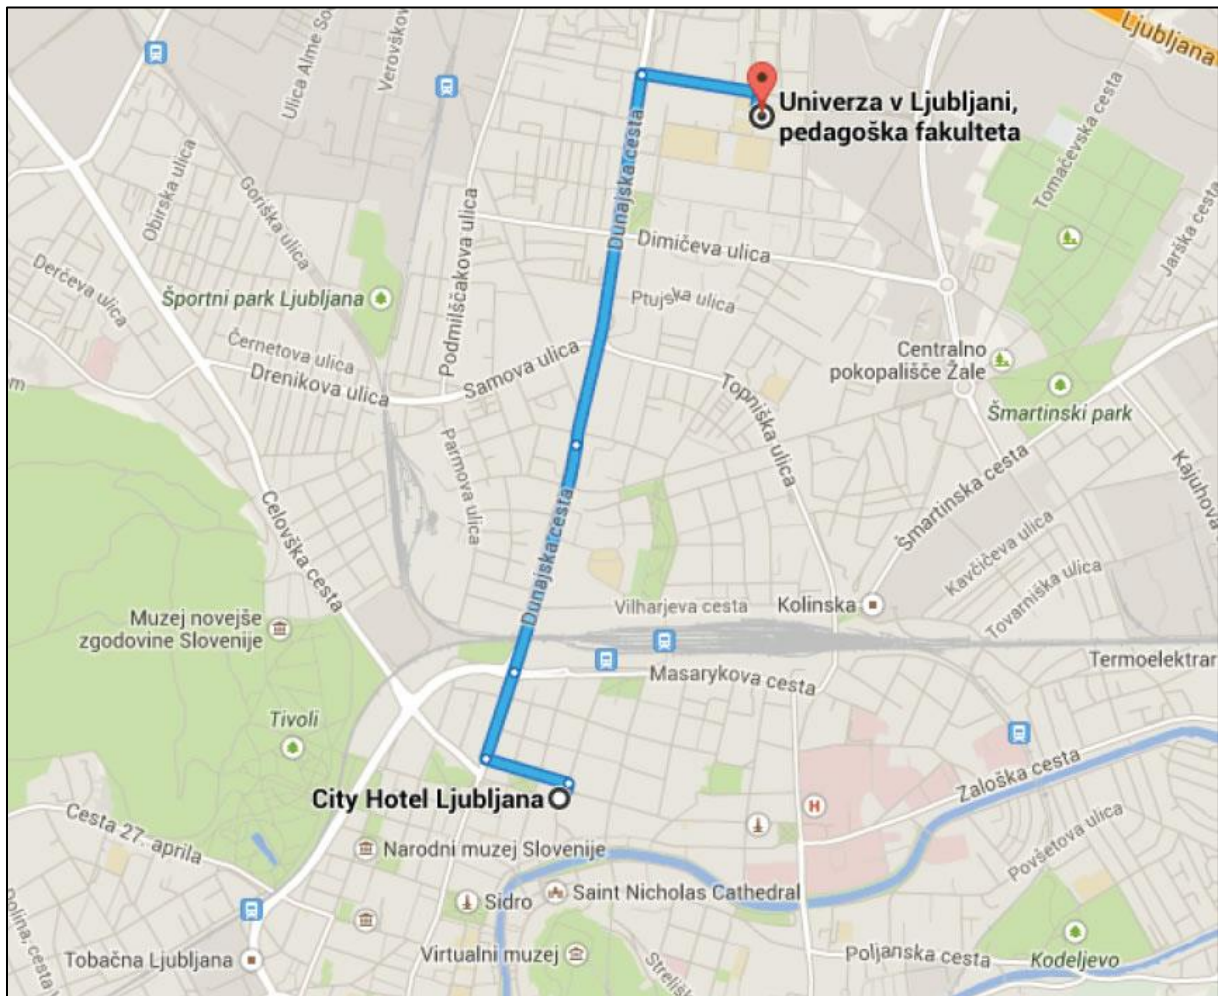 Ljubljana
Ulica Alme So
Verovškov
Univerza v Ljubljani,
pedagoška fakulteta
Tomačevska cesta
Obirska ulica
Goriška ulica
Podmilščakova ulica
Dunajska cesta
Dimičeva ulica
Jarška cesta
Derčeva ulica
Športni park Ljubljana
Ptujska ulica
Černetova ulica
Drenikova ulica
Samova ulica
Centralno
pokopališče Žale
Šmartinski park
Topniška ulica
om
Parmova ulica
Celovška cesta
Šmartinska cesta
Kajuhova
Dunajska cesta
Kavčičeva ulica
Tovarniška ulica
Muzej novejše
zgodovine Slovenije
Vilharjeva cesta
Kolinska
Masarykova cesta
Termoelektrar
Tivoli
City Hotel Ljubljana
H
Zaloška cesta
Cesta 27. aprila
Narodni muzej Slovenije
Povšetova ulica
Sidro
Saint Nicholas Cathedral
Tobačna Ljubljana
Virtualni muzej
Poljanska cesta
Kodeljevo